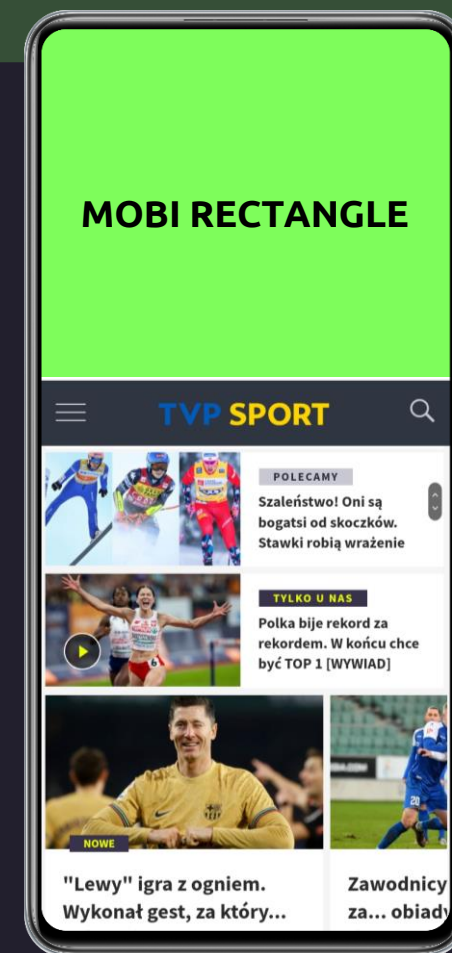 MOBI RECTANGLE
TVP SPORT
POLECAMY
Szaleństwo! Oni są
bogatsi od skoczków.
Stawki robią wrażenie
TYLKO U NAS
Polka bije rekord za
rekordem. W końcu chce
być TOP 1 [WYWIAD]
NOWE
"Lewy" igra z ogniem.
Wykonał gest, za który...
Zawodnicy
za... obiady